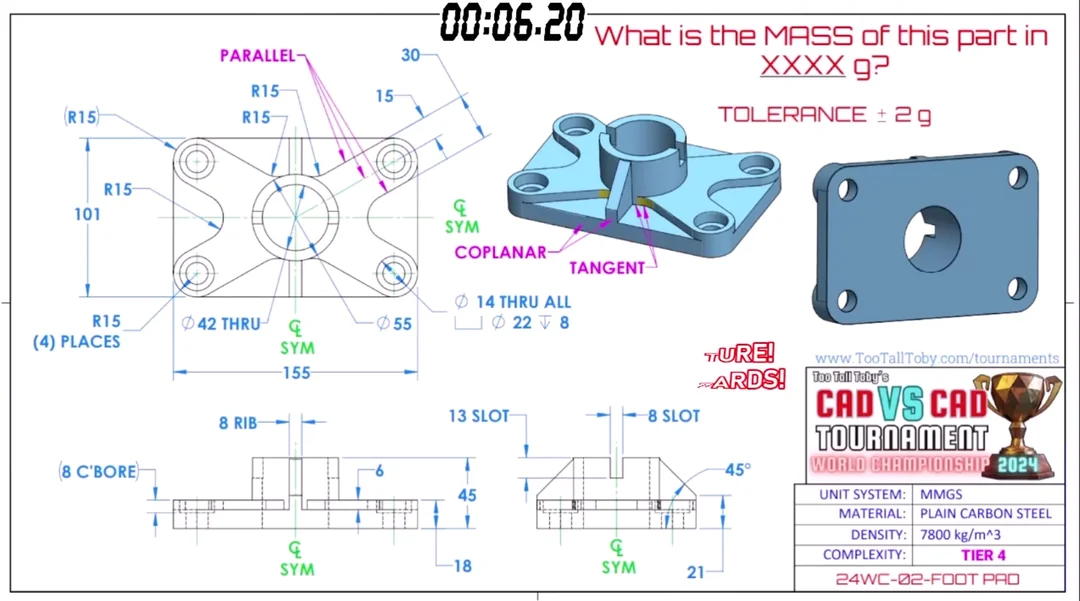 00:06.20
What is the MASS of this part in
XXXX g?
TOLERANCE ± 2 g
PARALLEL
30
15
R15
R15
(R15)
R15
101
℄
SYM
COPLANAR
TANGENT
∅ 14 THRU ALL
⌴ ∅ 22 ↧ 8
R15
(4) PLACES
∅42 THRU
℄
SYM
∅55
155
TURE!
ARDS!
www.TooTallToby.com/tournaments
Too Tall Toby's
CAD VS CAD
TOURNAMENT
WORLD CHAMPIONSHIP 2024
8 RIB
13 SLOT
8 SLOT
(8 C'BORE)
6
45
45°
18
21
℄
SYM
℄
SYM
UNIT SYSTEM: MMGS
MATERIAL: PLAIN CARBON STEEL
DENSITY: 7800 kg/m^3
COMPLEXITY: TIER 4
24WC-02-FOOT PAD